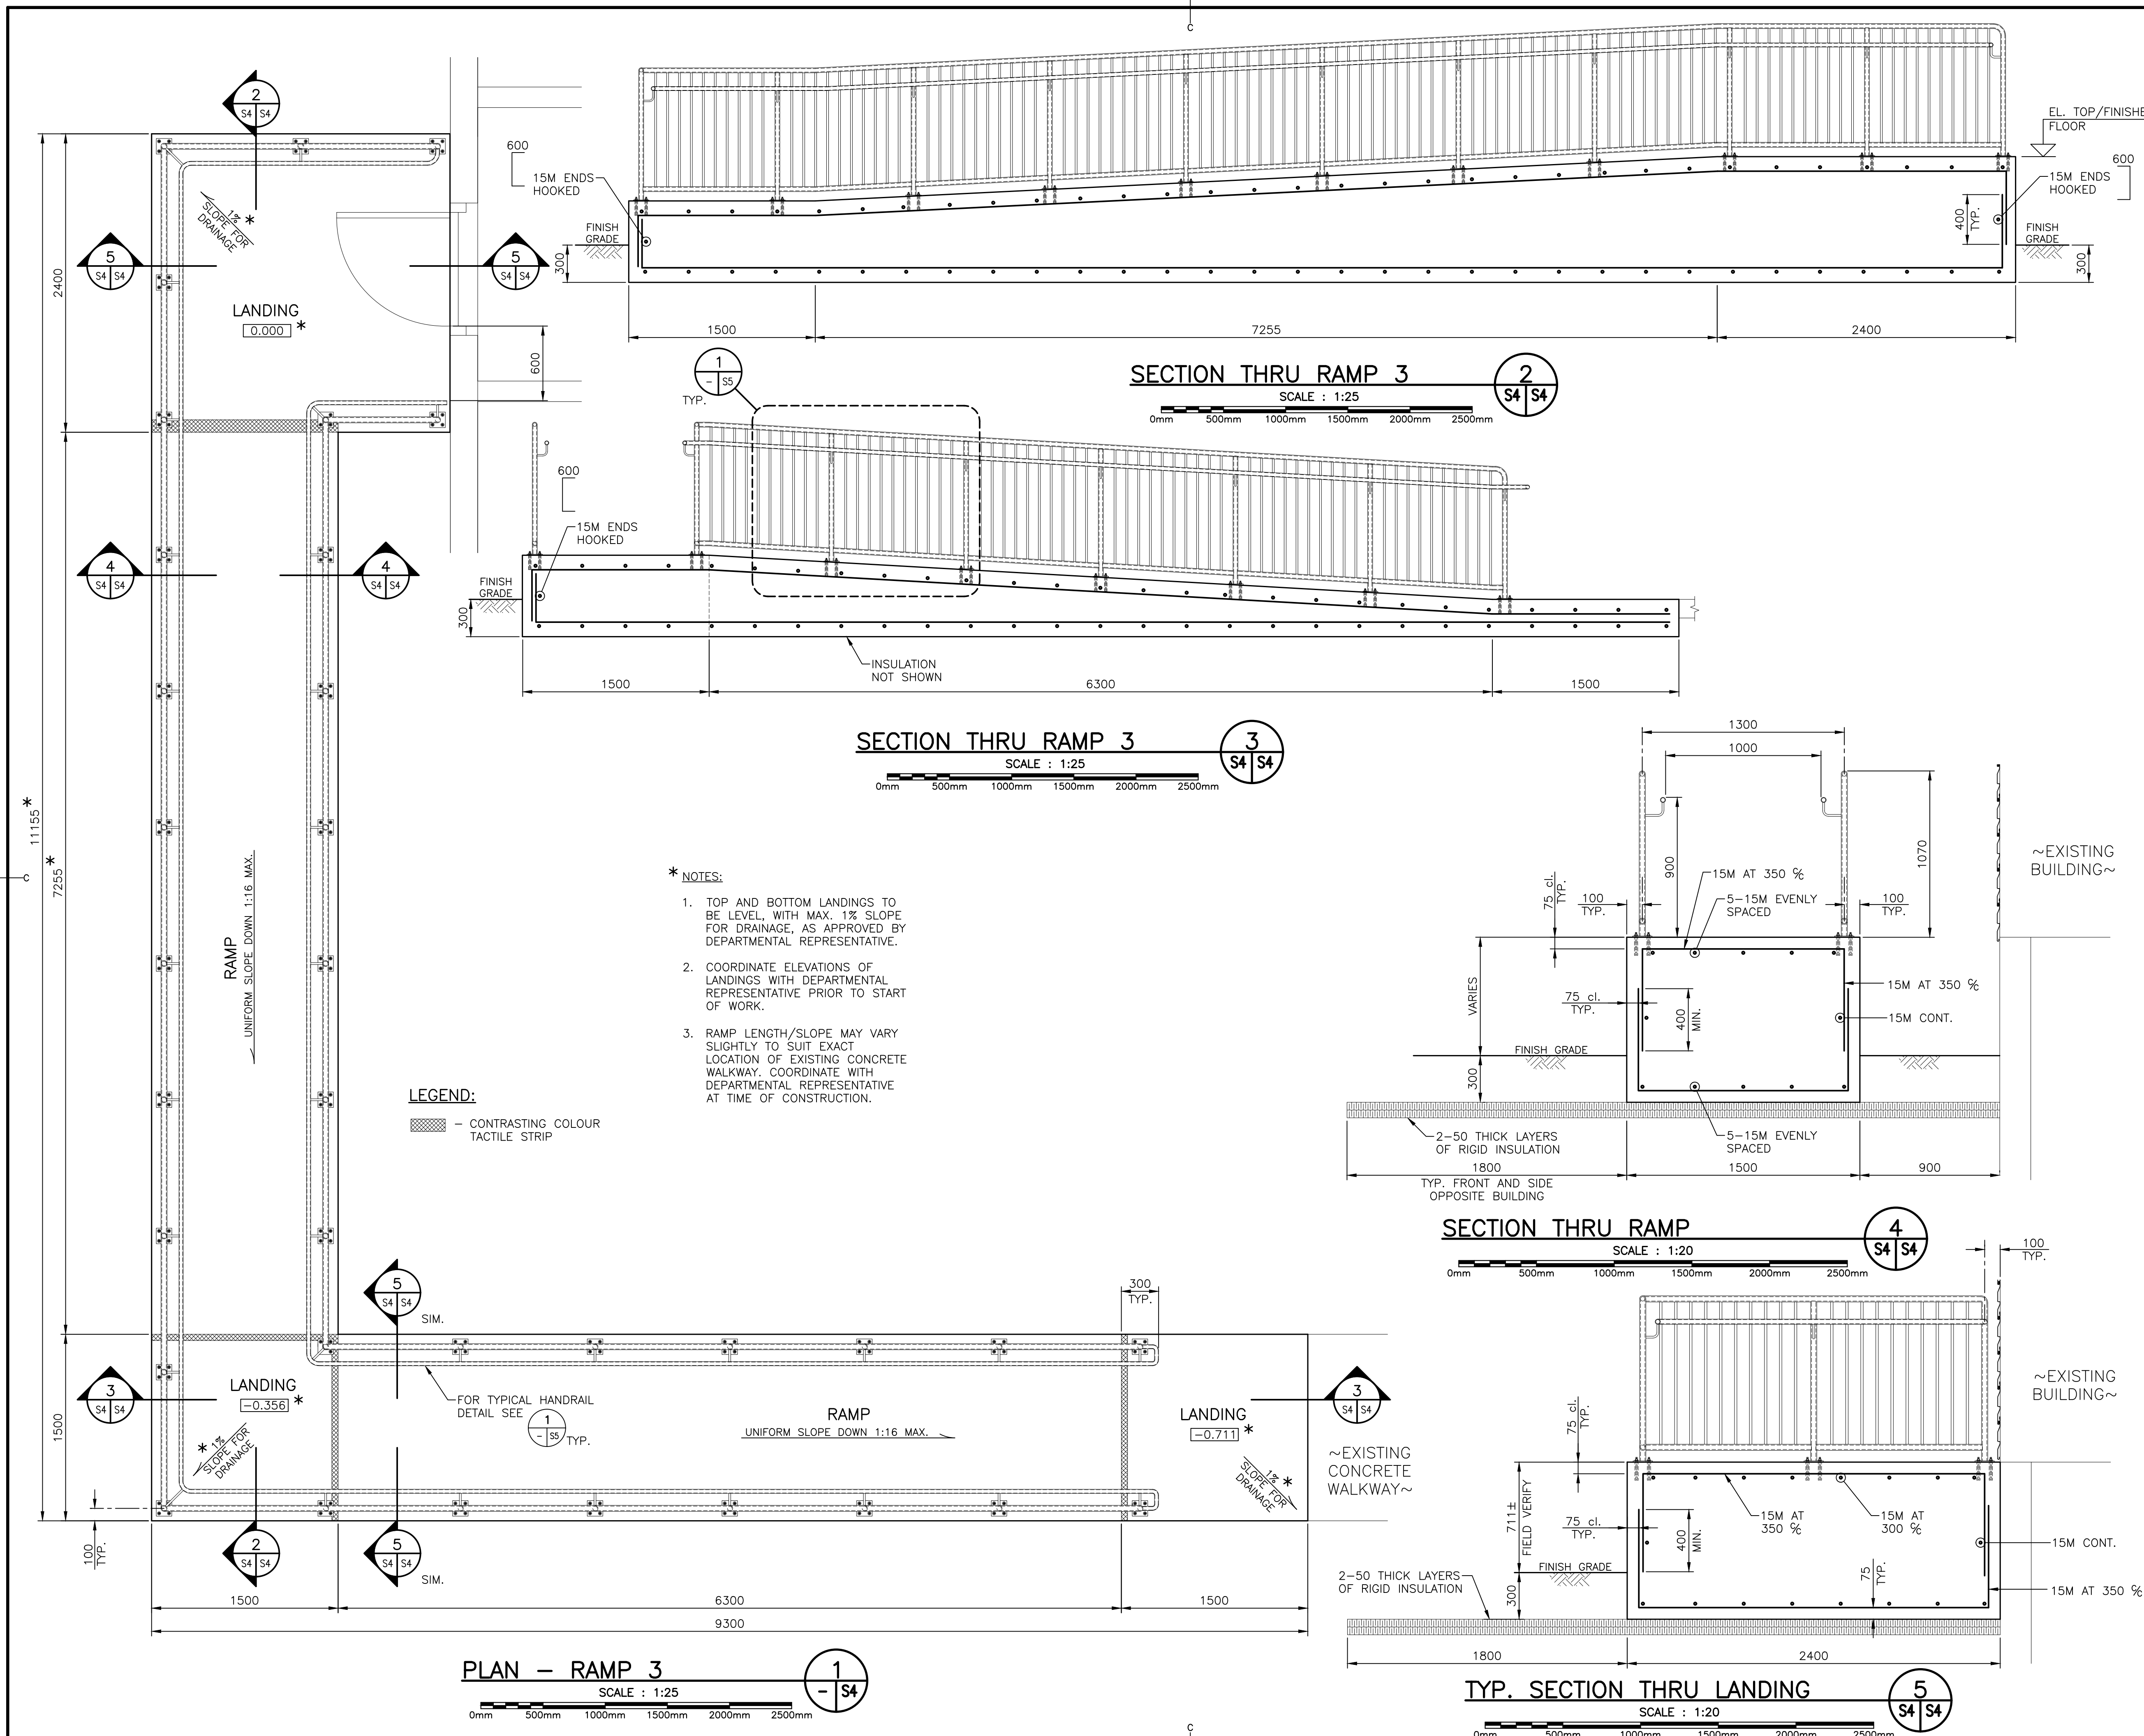 C
2
S4 S4
600
15M ENDS
HOOKED
FINISH
GRADE
300
EL. TOP/FINISHE
FLOOR
600
15M ENDS
HOOKED
400
TYP.
FINISH
GRADE
300
1500
7255
2400
SECTION THRU RAMP 3
SCALE : 1:25
0mm 500mm 1000mm 1500mm 2000mm 2500mm
2
S4 S4
1% *
SLOPE FOR
DRAINAGE
5
S4 S4
5
S4 S4
LANDING
0.000 *
2400
600
1
- S5
TYP.
600
15M ENDS
HOOKED
FINISH
GRADE
300
INSULATION
NOT SHOWN
1500
6300
1500
SECTION THRU RAMP 3
SCALE : 1:25
0mm 500mm 1000mm 1500mm 2000mm 2500mm
3
S4 S4
4
S4 S4
4
S4 S4
11155 *
7255 *
C
RAMP
UNIFORM SLOPE DOWN 1:16 MAX.
* NOTES:
1. TOP AND BOTTOM LANDINGS TO
BE LEVEL, WITH MAX. 1% SLOPE
FOR DRAINAGE, AS APPROVED BY
DEPARTMENTAL REPRESENTATIVE.
2. COORDINATE ELEVATIONS OF
LANDINGS WITH DEPARTMENTAL
REPRESENTATIVE PRIOR TO START
OF WORK.
3. RAMP LENGTH/SLOPE MAY VARY
SLIGHTLY TO SUIT EXACT
LOCATION OF EXISTING CONCRETE
WALKWAY. COORDINATE WITH
DEPARTMENTAL REPRESENTATIVE
AT TIME OF CONSTRUCTION.
LEGEND:
- CONTRASTING COLOUR
TACTILE STRIP
1300
1000
900
1070
75 cl.
TYP.
100
TYP.
15M AT 350 ℄
5-15M EVENLY
SPACED
100
TYP.
~EXISTING
BUILDING~
VARIES
75 cl.
TYP.
400
MIN.
15M AT 350 ℄
15M CONT.
FINISH GRADE
300
2-50 THICK LAYERS
OF RIGID INSULATION
5-15M EVENLY
SPACED
1800
TYP. FRONT AND SIDE
OPPOSITE BUILDING
1500
900
SECTION THRU RAMP
SCALE : 1:20
0mm 500mm 1000mm 1500mm 2000mm 2500mm
4
S4 S4
5
S4 S4
SIM.
300
TYP.
3
S4 S4
LANDING
-0.356 *
* 1%
SLOPE FOR
DRAINAGE
1500
100
TYP.
FOR TYPICAL HANDRAIL
DETAIL SEE
1
- S5
TYP.
RAMP
UNIFORM SLOPE DOWN 1:16 MAX.
LANDING
-0.711 *
1% *
SLOPE FOR
DRAINAGE
3
S4 S4
~EXISTING
CONCRETE
WALKWAY~
2
S4 S4
5
S4 S4
SIM.
1500
6300
1500
9300
PLAN - RAMP 3
SCALE : 1:25
0mm 500mm 1000mm 1500mm 2000mm 2500mm
1
- S4
C
100
TYP.
~EXISTING
BUILDING~
75 cl.
TYP.
711±
FIELD VERIFY
75 cl.
TYP.
400
MIN.
15M AT
350 ℄
15M AT
300 ℄
15M CONT.
FINISH GRADE
300
75
TYP.
15M AT 350 ℄
2-50 THICK LAYERS
OF RIGID INSULATION
1800
2400
TYP. SECTION THRU LANDING
SCALE : 1:20
0mm 500mm 1000mm 1500mm 2000mm 2500mm
5
S4 S4